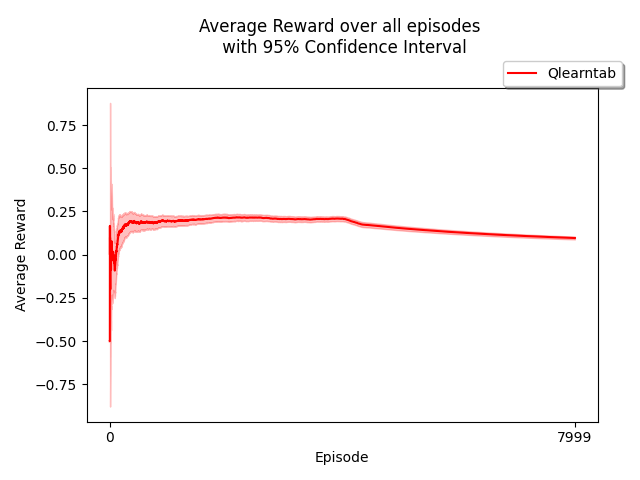 Average Reward over all episodes
with 95% Confidence Interval
Qlearntab
Average Reward
0.75
0.50
0.25
0.00
−0.25
−0.50
−0.75
0
7999
Episode